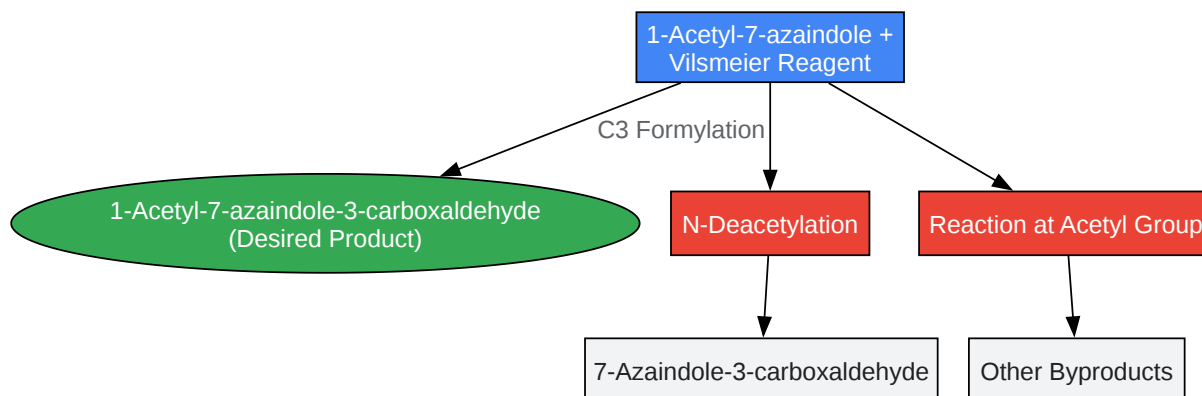 1-Acetyl-7-azaindole +
Vilsmeier Reagent
C3 Formylation
1-Acetyl-7-azaindole-3-carboxaldehyde
(Desired Product)
N-Deacetylation
Reaction at Acetyl Group
7-Azaindole-3-carboxaldehyde
Other Byproducts